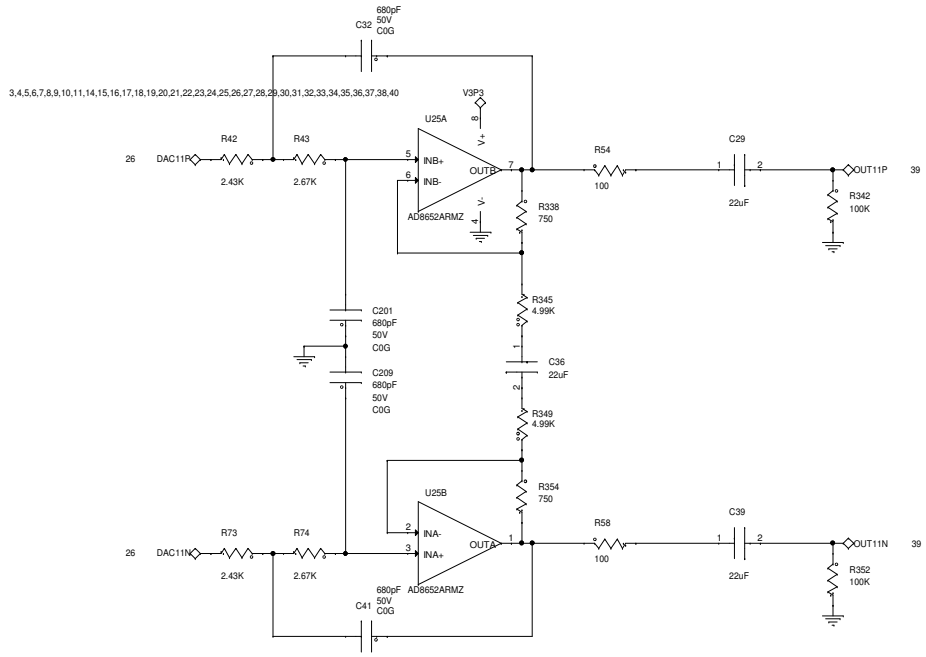 680pF
50V
C0G
C32
3,4,5,6,7,8,9,10,11,14,15,16,17,18,19,20,21,22,23,24,25,26,27,28,29,30,31,32,33,34,35,36,37,38,40
V3P3
8
V+
U25A
R42
R43
26
DAC11P
2.43K
2.67K
5
INB+
6
INB-
OUTB
7
V-
4
AD8652ARMZ
R54
100
C29
1
2
22uF
OUT11P
39
R342
100K
R338
750
R345
4.99K
C201
680pF
50V
C0G
C209
680pF
50V
C0G
1
C36
22uF
2
R349
4.99K
R354
750
U25B
R73
R74
26
DAC11N
2.43K
2.67K
2
INA-
3
INA+
OUTA
1
AD8652ARMZ
R58
100
C39
1
2
22uF
OUT11N
39
R352
100K
680pF
50V
C0G
C41